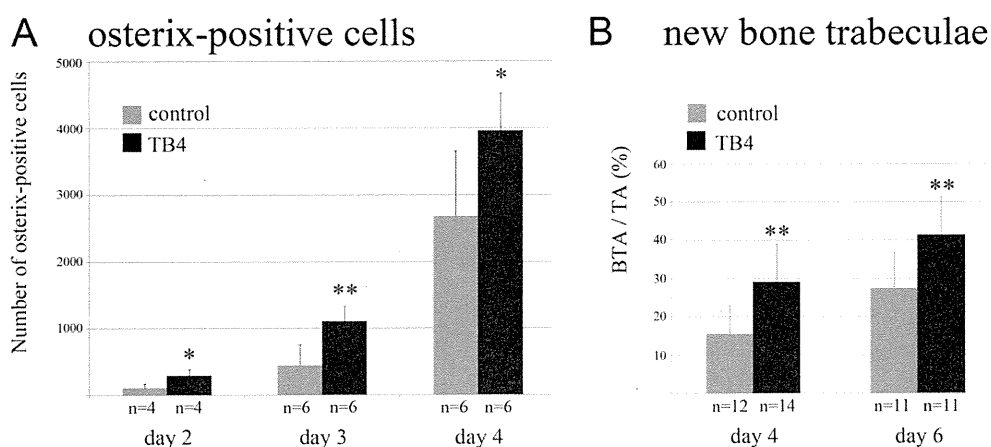 A osterix-positive cells
Number of osterix-positive cells
5000
4000
3000
2000
1000
control
TB4
*
**
*
n=4 n=4
n=6 n=6
n=6 n=6
day 2
day 3
day 4
B new bone trabeculae
BTA / TA (%)
control
TB4
60
50
40
30
20
10
**
**
n=12 n=14
n=11 n=11
day 4
day 6